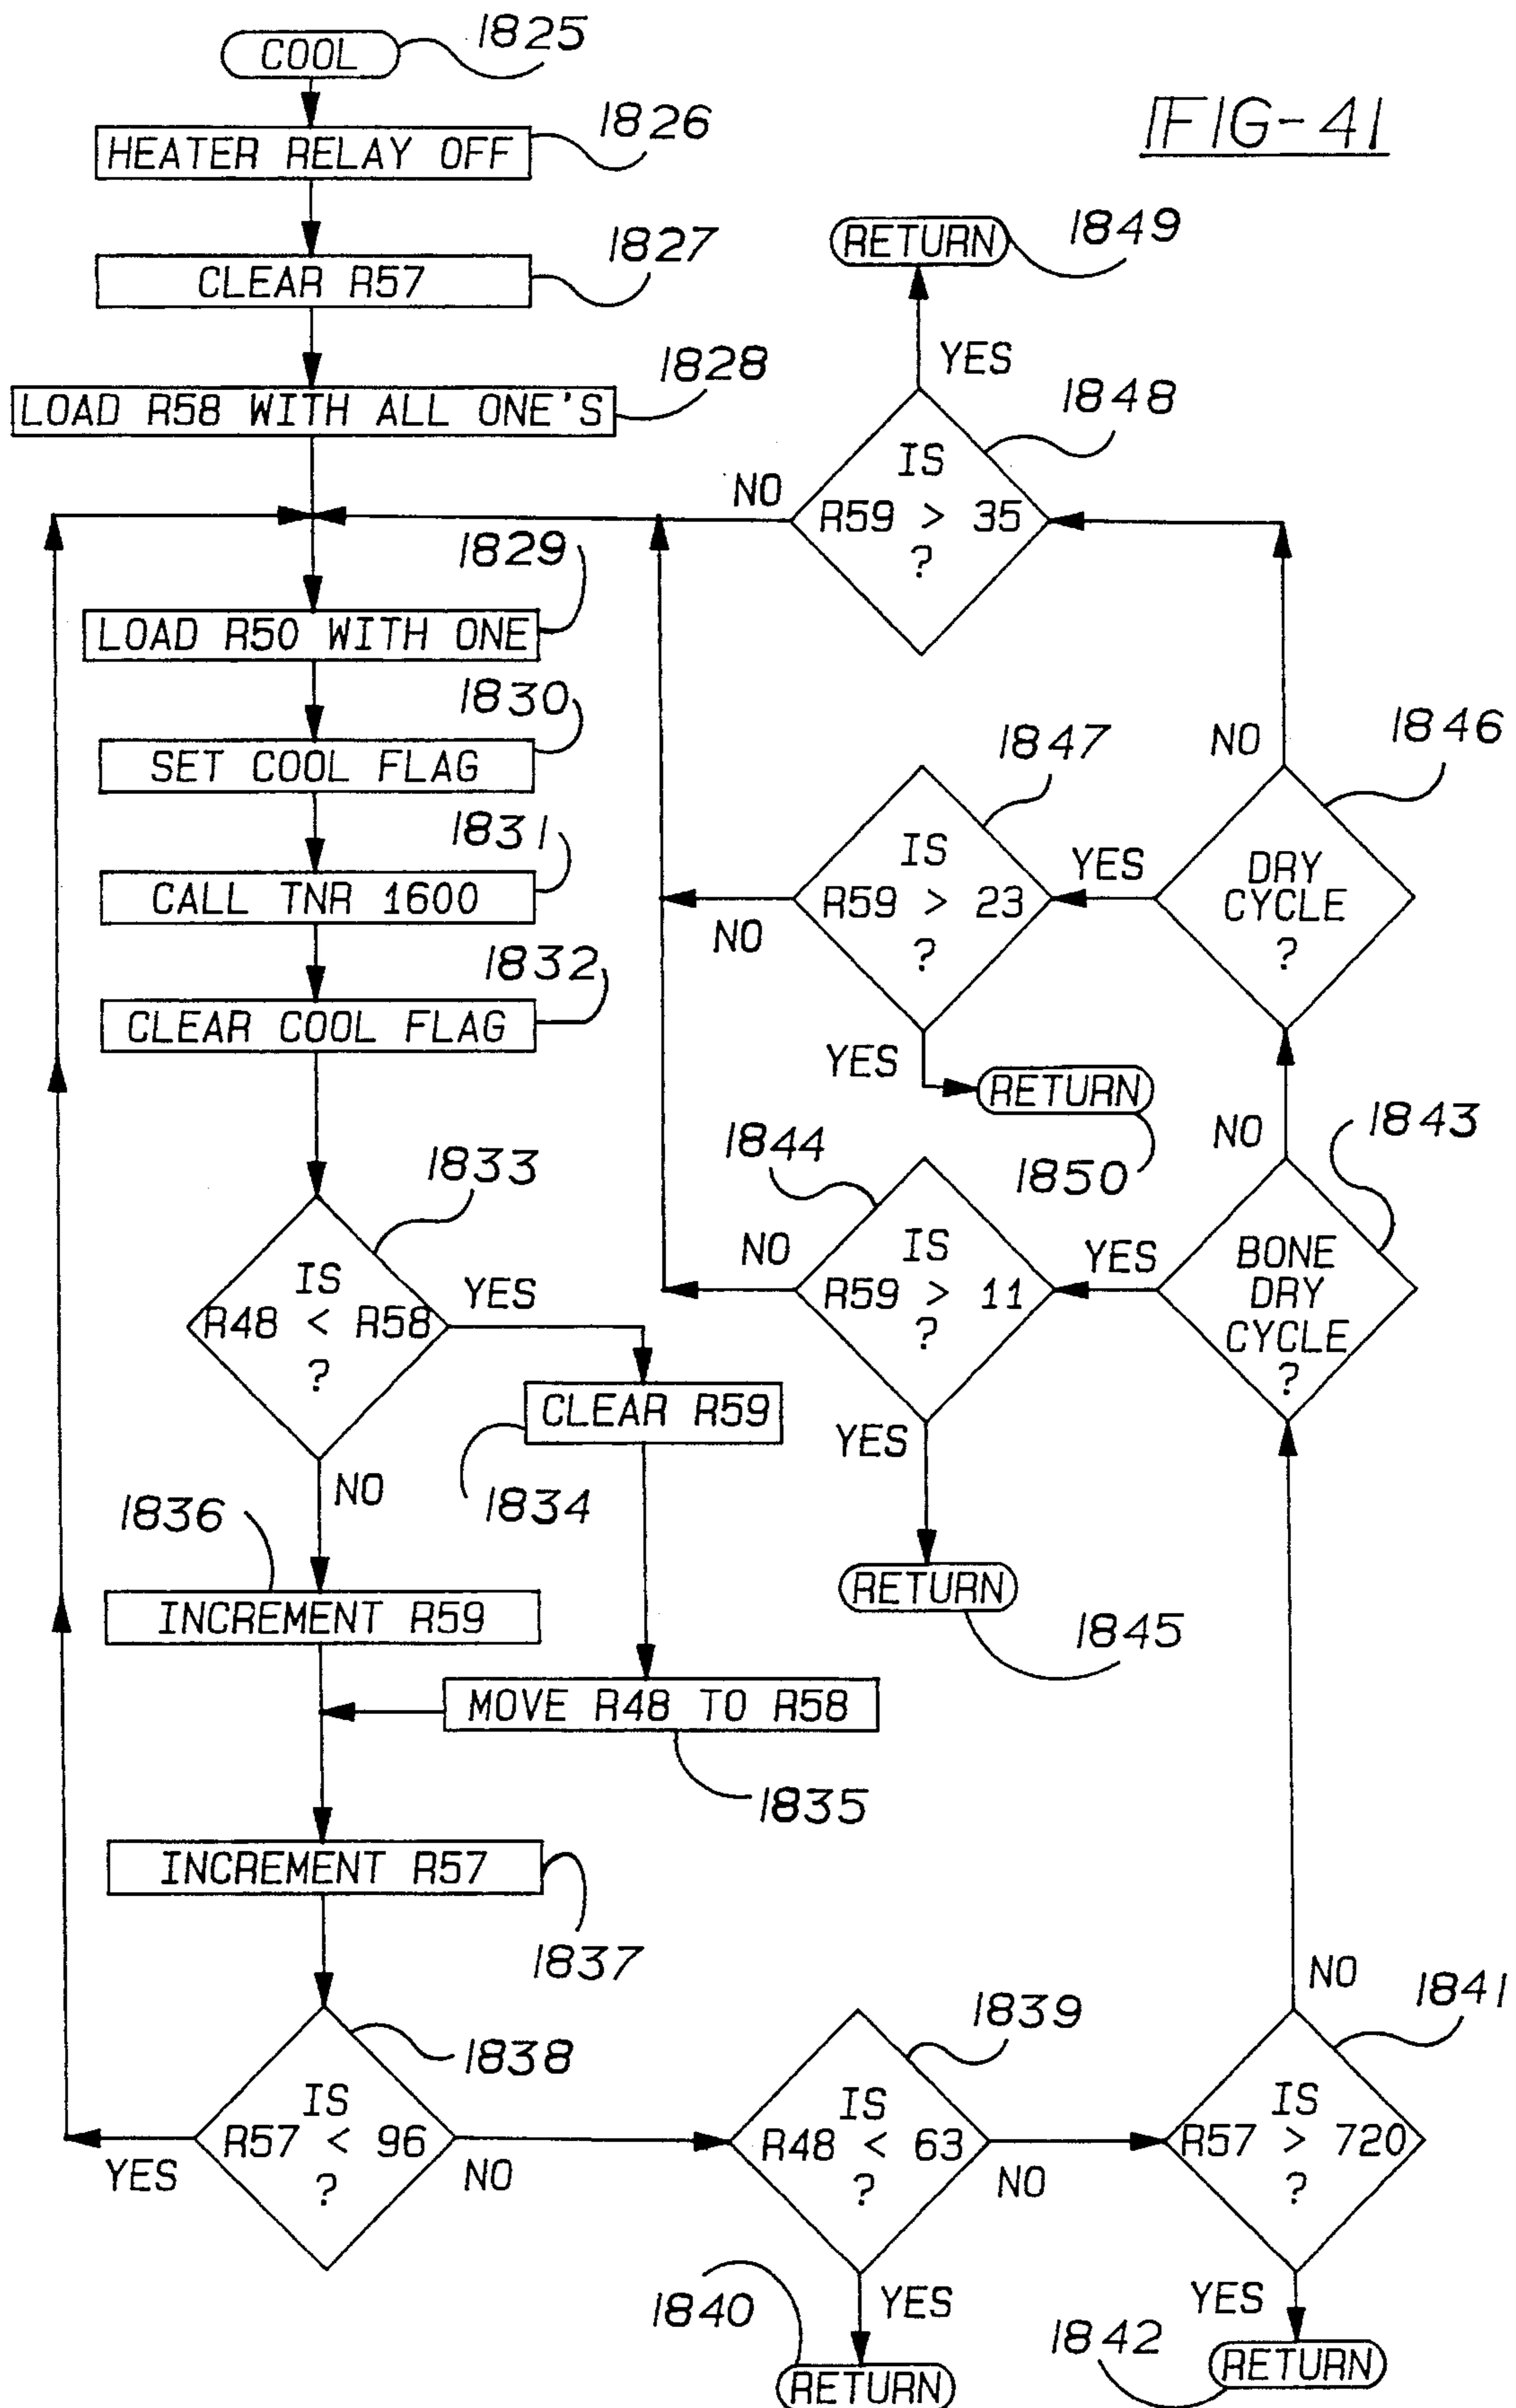 COOL
1825
FIG-41
HEATER RELAY OFF
1826
CLEAR R57
1827
RETURN
1849
LOAD R58 WITH ALL ONE'S
1828
YES
1848
IS
R59 > 35
?
NO
1829
LOAD R50 WITH ONE
1830
SET COOL FLAG
1831
CALL TNR 1600
1832
CLEAR COOL FLAG
NO
1846
DRY
CYCLE
?
YES
1847
IS
R59 > 23
?
NO
YES
RETURN
1850
NO
1843
BONE
DRY
CYCLE
?
YES
1844
IS
R59 > 11
?
NO
YES
RETURN
1845
1833
IS
R48 < R58
?
YES
CLEAR R59
1834
NO
1836
INCREMENT R59
MOVE R48 TO R58
1835
INCREMENT R57
1837
1838
IS
R57 < 96
?
YES
NO
1839
IS
R48 < 63
?
NO
YES
1840
RETURN
NO
1841
IS
R57 > 720
?
YES
1842
RETURN